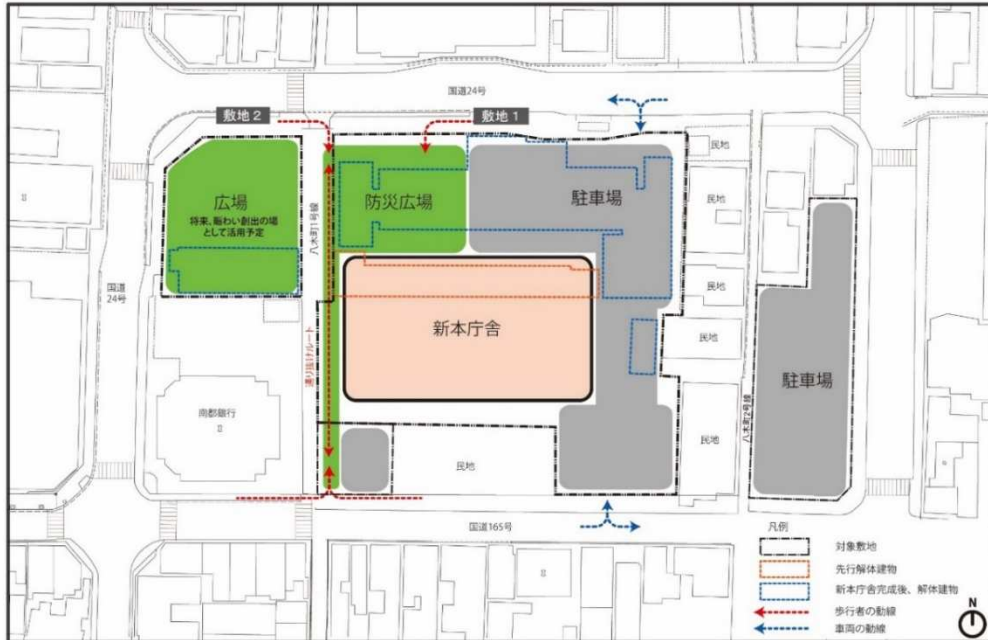 国道24号
敷地 2
敷地 1
広場
将来、賑わい創出の場
として活用予定
八木町1号線
防災広場
駐車場
民地
民地
国道
24号
民地
新本庁舎
通り抜けルート
民地
駐車場
八木町2号線
南都銀行
民地
民地
国道165号
凡例
対象敷地
先行解体建物
新本庁舎完成後、解体建物
歩行者の動線
車両の動線
N